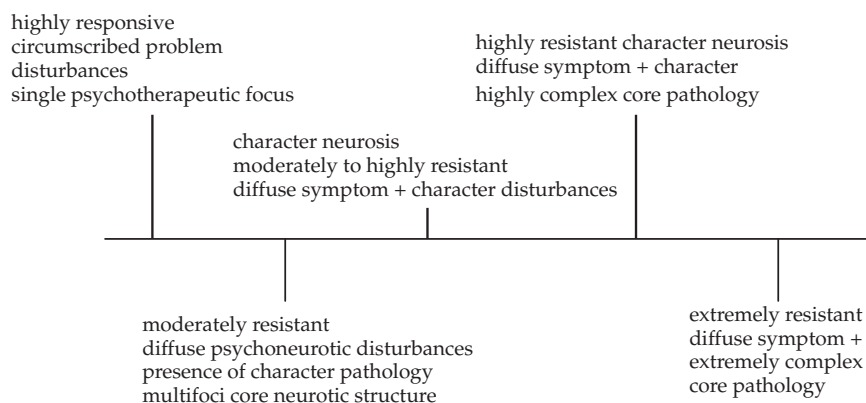 highly responsive
circumscribed problem
disturbances
single psychotherapeutic focus
highly resistant character neurosis
diffuse symptom + character
highly complex core pathology
character neurosis
moderately to highly resistant
diffuse symptom + character disturbances
moderately resistant
diffuse psychoneurotic disturbances
presence of character pathology
multifoci core neurotic structure
extremely resistant
diffuse symptom +
extremely complex
core pathology